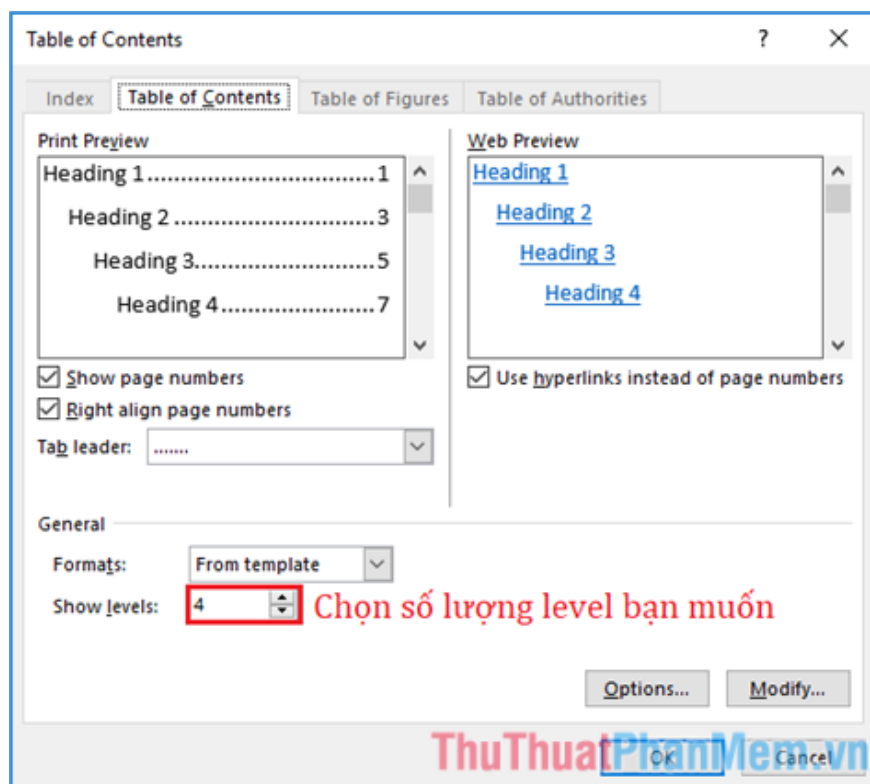 Table of Contents ?
Index Table of Contents Table of Figures Table of Authorities
Print Preview
Heading 1....................................1
Heading 2................................3
Heading 3.............................5
Heading 4.........................7
Show page numbers
Right align page numbers
Tab leader: .......
Web Preview
Heading 1
Heading 2
Heading 3
Heading 4
Use hyperlinks instead of page numbers
General
Formats: From template
Show levels: 4 Chọn số lượng level bạn muốn
Options... Modify...
OK Cancel
ThuThuatPhanMem.vn